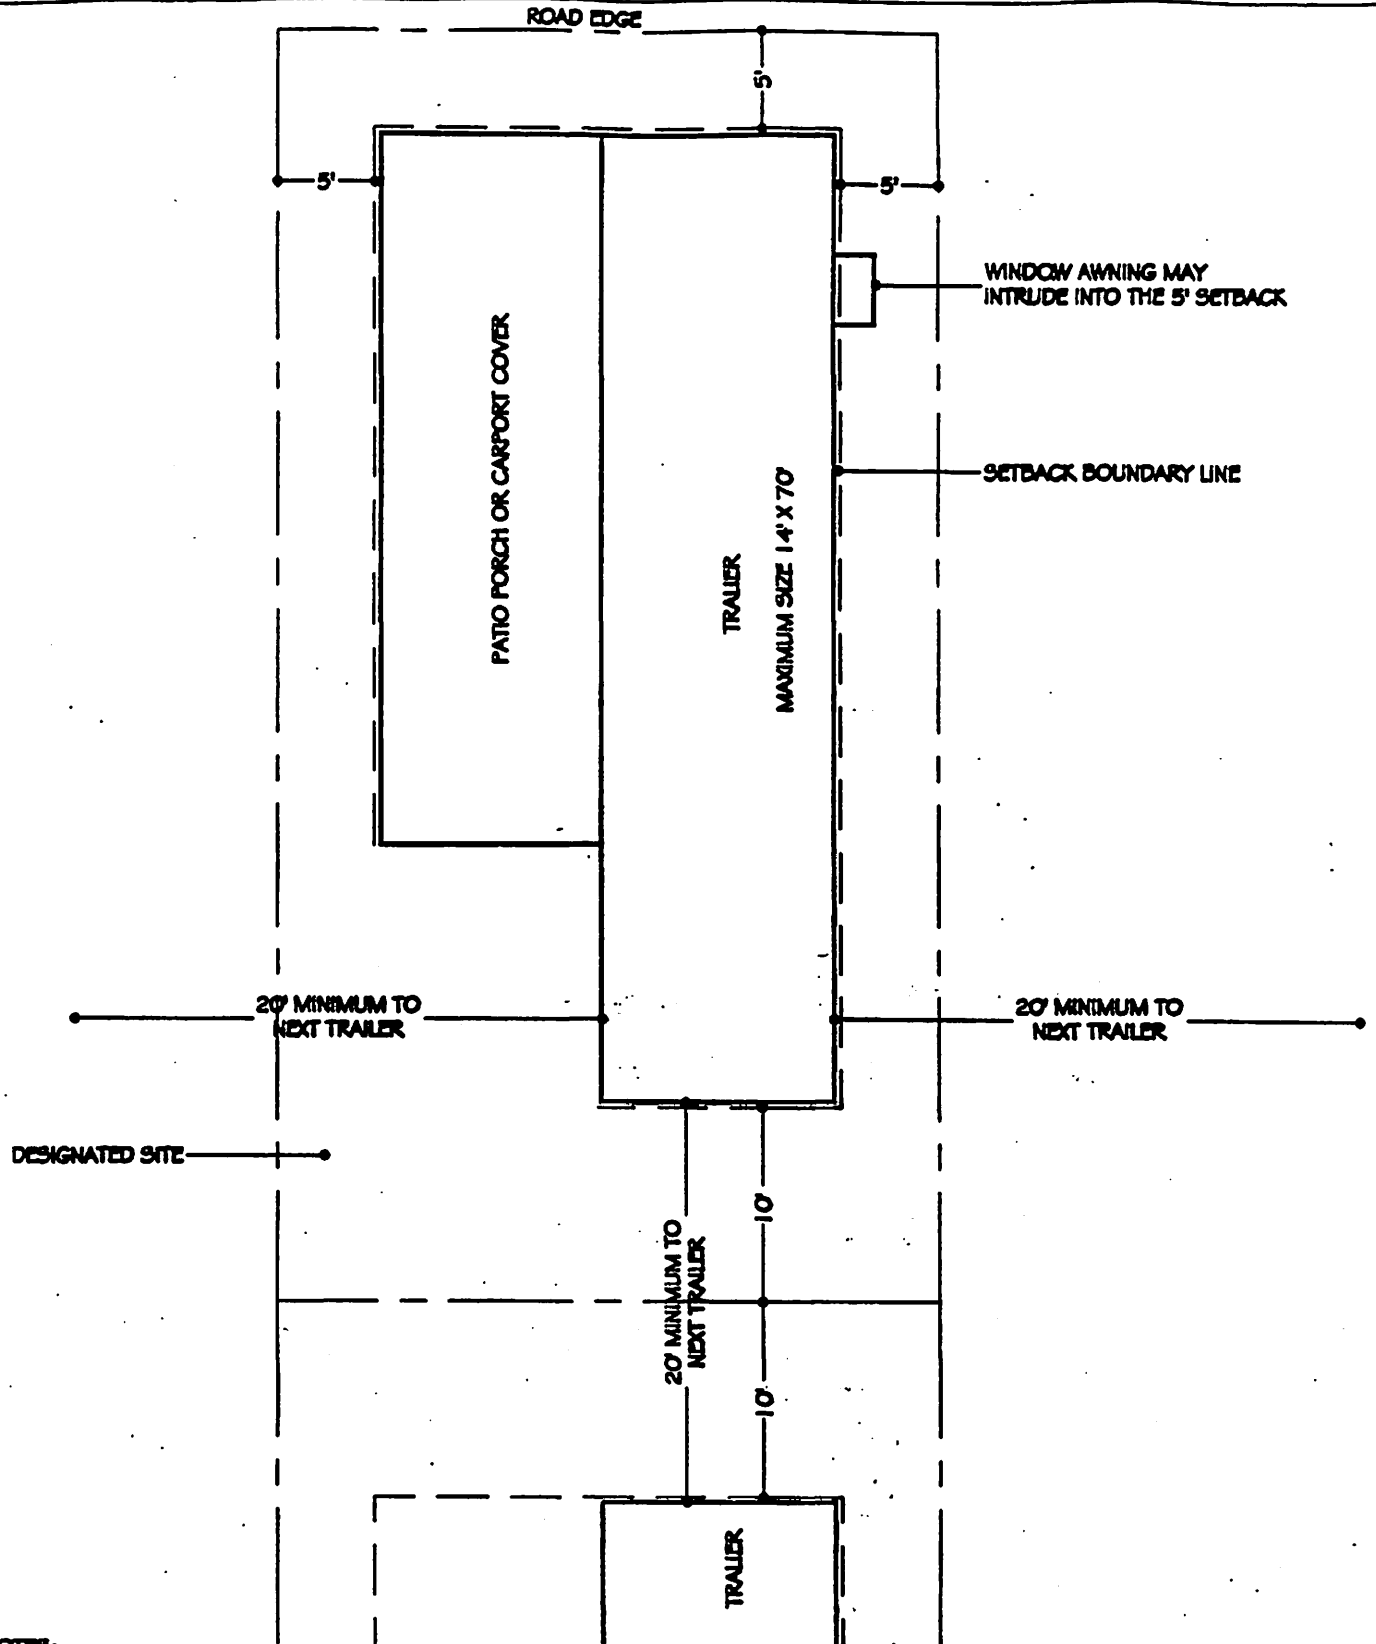 ROAD EDGE
5'
5'
5'
WINDOW AWNING MAY
INTRUDE INTO THE 5' SETBACK
PATIO PORCH OR CARPORT COVER
SETBACK BOUNDARY LINE
TRALIER
MAXIMUM SIZE 14' X 70'
20' MINIMUM TO
NEXT TRAILER
20' MINIMUM TO
NEXT TRAILER
DESIGNATED SITE
10'
20' MINIMUM TO
NEXT TRAILER
10'
TRALIER